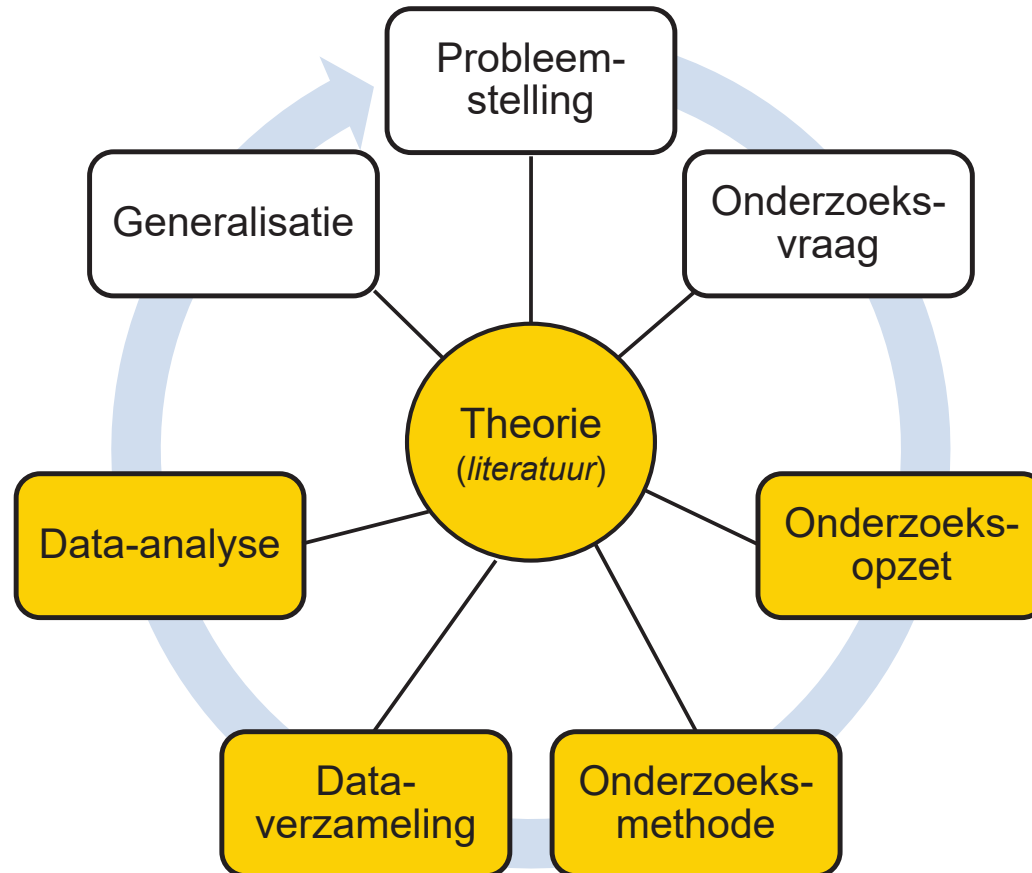 Probleem-
stelling
Onderzoeks-
vraag
Onderzoeks-
opzet
Onderzoeks-
methode
Data-
verzameling
Data-analyse
Generalisatie
Theorie
(literatuur)